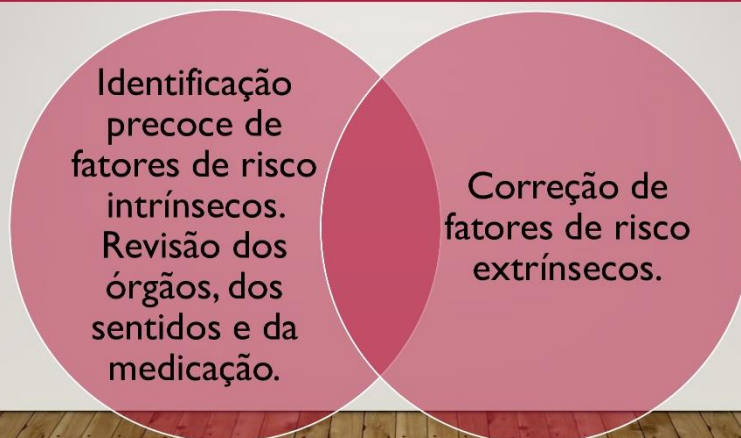 Identificação
precoce de
fatores de risco
intrínsecos.
Revisão dos
órgãos, dos
sentidos e da
medicação.
Correção de
fatores de risco
extrínsecos.